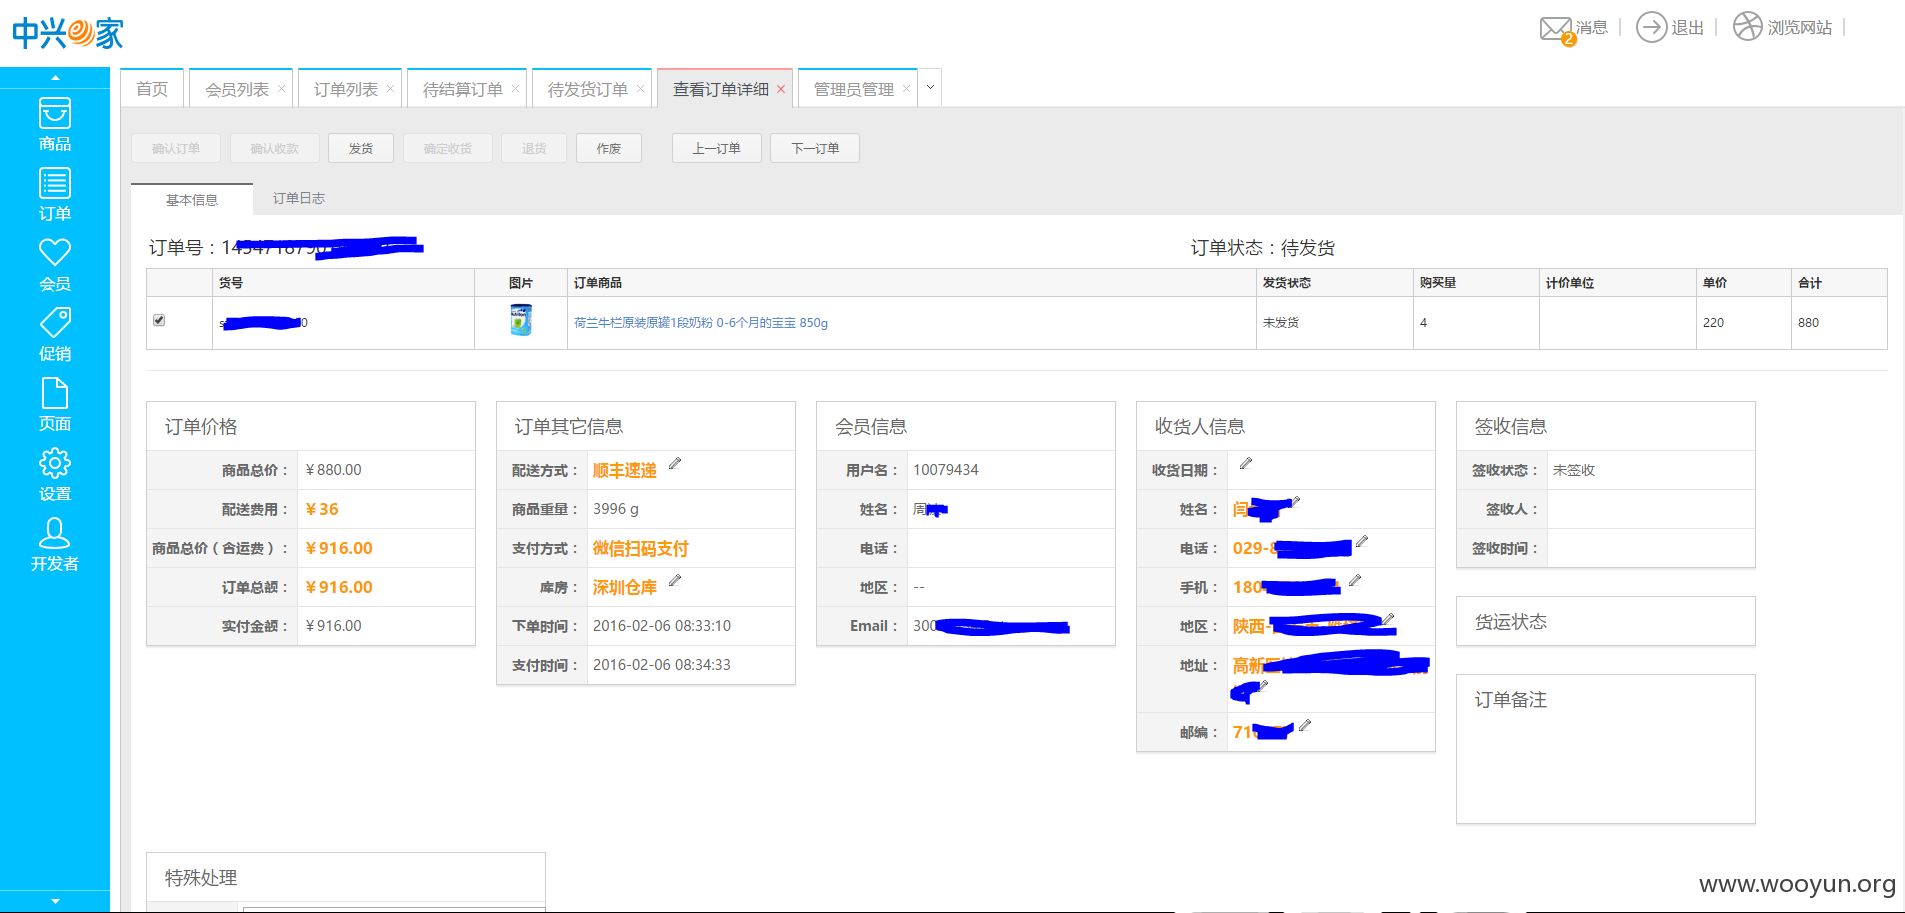 中兴e家
2 消息 退出 浏览网站
首页 会员列表 订单列表 待结算订单 待发货订单 查看订单详细 管理员管理
商品
订单
会员
促销
页面
设置
开发者
确认订单 确认收款 发货 确定收货 退货 作废 上一订单 下一订单
基本信息 订单日志
订单号：1454718790 订单状态：待发货
货号 图片 订单商品 发货状态 购买量 计价单位 单价 合计
s 0 荷兰牛栏原装原罐1段奶粉 0-6个月的宝宝 850g 未发货 4 220 880
订单价格
商品总价： ￥880.00
配送费用： ￥36
商品总价（含运费）： ￥916.00
订单总额： ￥916.00
实付金额： ￥916.00
订单其它信息
配送方式： 顺丰速递
商品重量： 3996 g
支付方式： 微信扫码支付
库房： 深圳仓库
下单时间： 2016-02-06 08:33:10
支付时间： 2016-02-06 08:34:33
会员信息
用户名： 10079434
姓名： 周
电话：
地区： --
Email： 300
收货人信息
收货日期：
姓名： 闫
电话： 029-8
手机： 180
地区： 陕西-
地址： 高新区
邮编： 710
签收信息
签收状态： 未签收
签收人：
签收时间：
货运状态
订单备注
特殊处理
www.wooyun.org